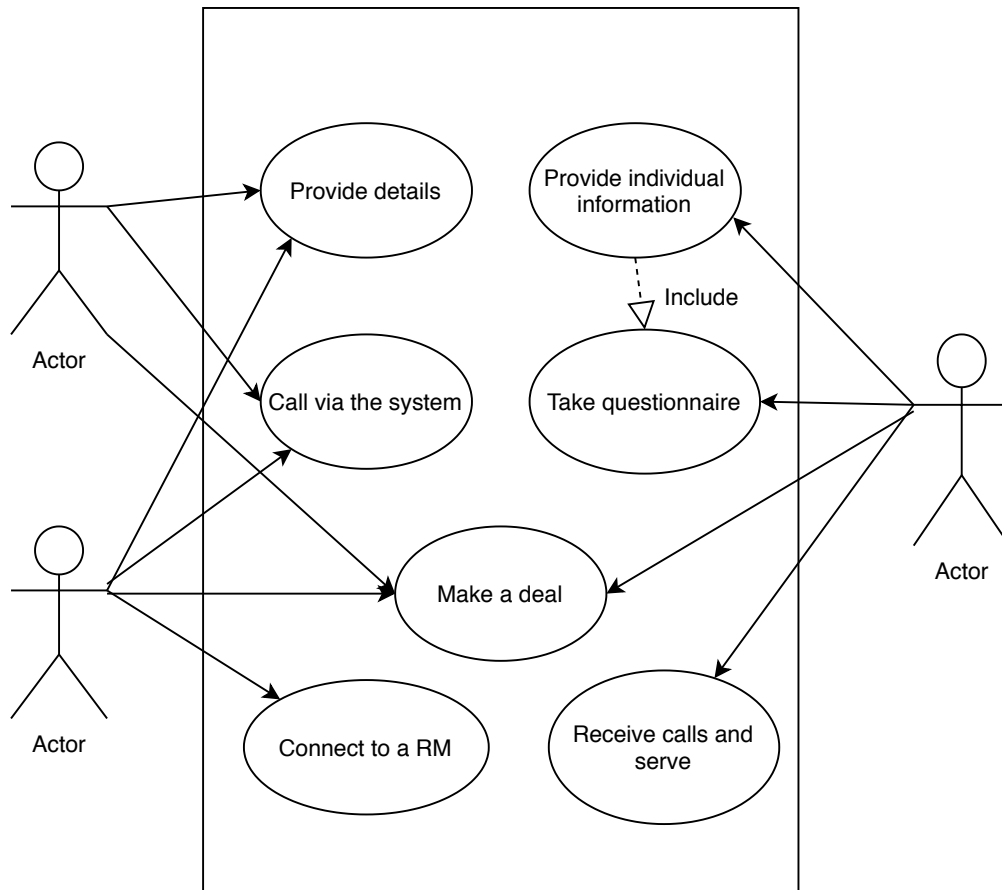 Provide details
Provide individual
information
Include
Actor
Call via the system
Take questionnaire
Actor
Make a deal
Actor
Connect to a RM
Receive calls and
serve